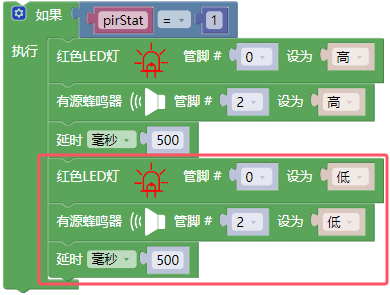 如果 pirStat = 1
执行 红色LED灯 管脚 # 0 设为 高
有源蜂鸣器 管脚 # 2 设为 高
延时 毫秒 500
红色LED灯 管脚 # 0 设为 低
有源蜂鸣器 管脚 # 2 设为 低
延时 毫秒 500